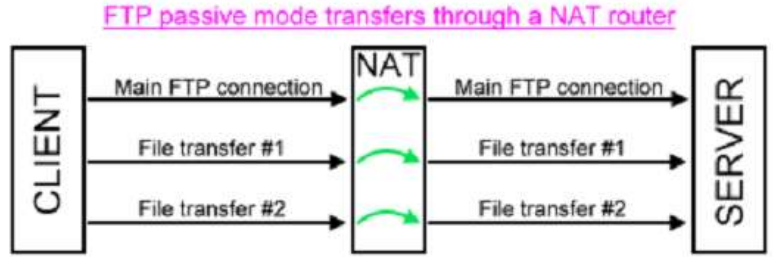 FTP passive mode transfers through a NAT router
CLIENT
NAT
SERVER
Main FTP connection
Main FTP connection
File transfer #1
File transfer #1
File transfer #2
File transfer #2